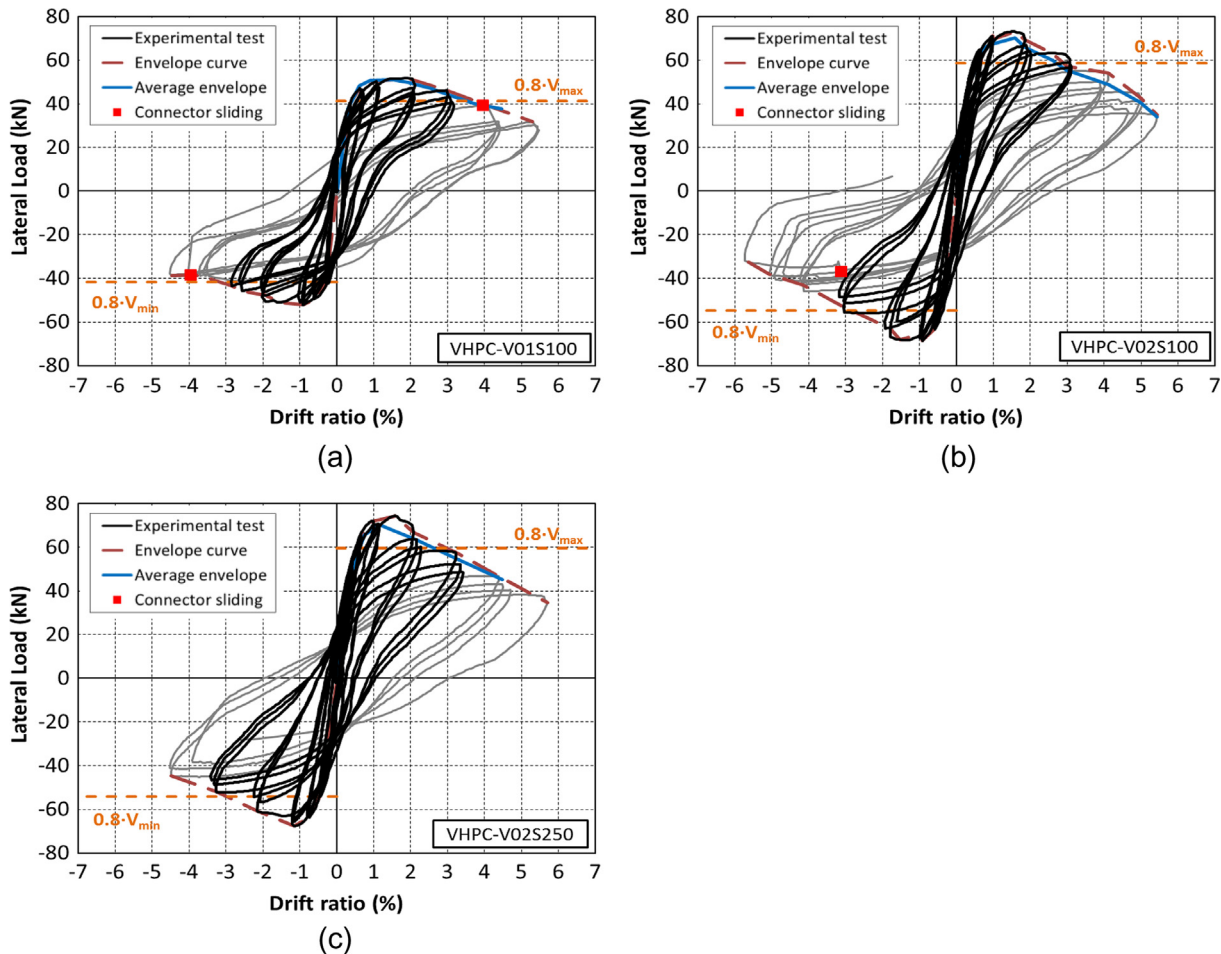 80
60
40
20
0
-20
-40
-60
-80
Lateral Load (kN)
Experimental test
Envelope curve
Average envelope
Connector sliding
0.8·Vmax
0.8·Vmin
VHPC-V01S100
-7 -6 -5 -4 -3 -2 -1 0 1 2 3 4 5 6 7
Drift ratio (%)
(a)
80
60
40
20
0
-20
-40
-60
-80
Lateral Load (kN)
Experimental test
Envelope curve
Average envelope
Connector sliding
0.8·Vmax
0.8·Vmin
VHPC-V02S100
-7 -6 -5 -4 -3 -2 -1 0 1 2 3 4 5 6 7
Drift ratio (%)
(b)
80
60
40
20
0
-20
-40
-60
-80
Lateral Load (kN)
Experimental test
Envelope curve
Average envelope
Connector sliding
0.8·Vmax
0.8·Vmin
VHPC-V02S250
-7 -6 -5 -4 -3 -2 -1 0 1 2 3 4 5 6 7
Drift ratio (%)
(c)